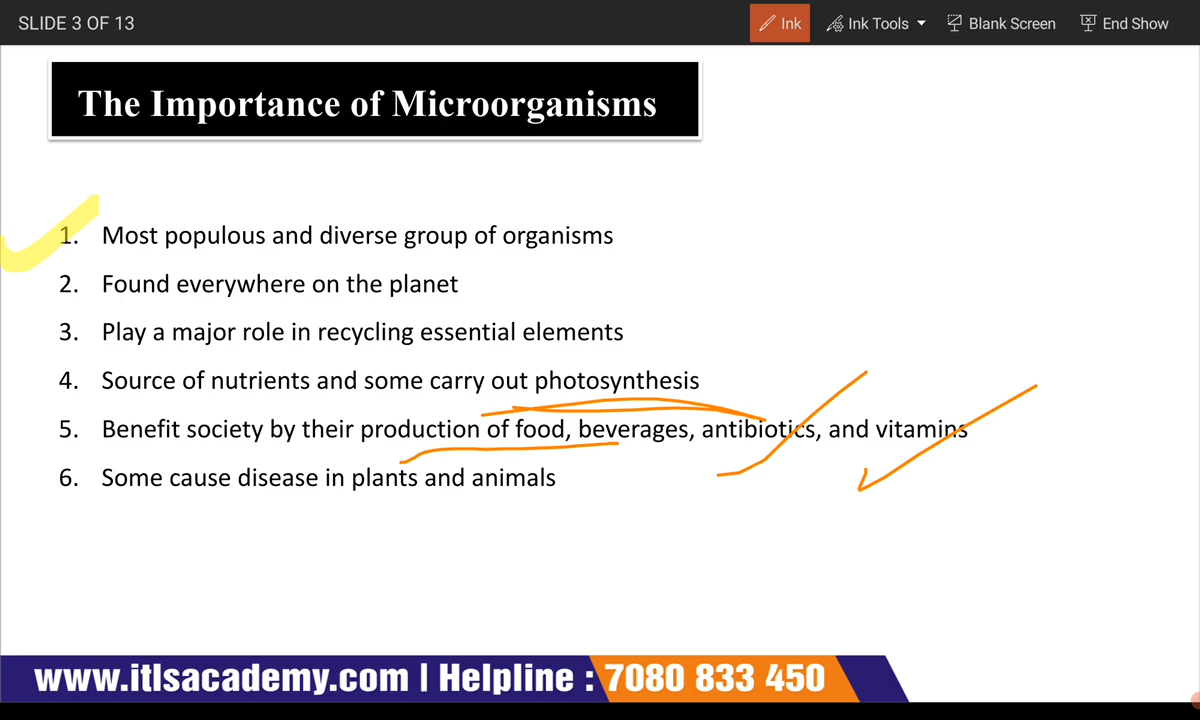 SLIDE 3 OF 13 Ink Ink Tools Blank Screen End Show
The Importance of Microorganisms
1. Most populous and diverse group of organisms
2. Found everywhere on the planet
3. Play a major role in recycling essential elements
4. Source of nutrients and some carry out photosynthesis
5. Benefit society by their production of food, beverages, antibiotics, and vitamins
6. Some cause disease in plants and animals
www.itlsacademy.com | Helpline : 7080 833 450